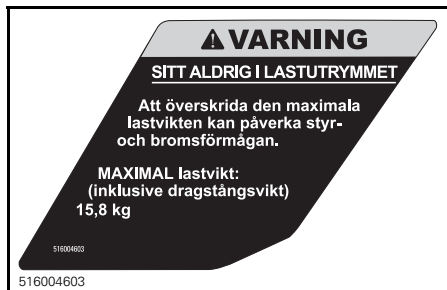 VARNING
SITT ALDRIG I LASTUTRYMMET
Att överskrida den maximala
lastvikten kan påverka styr-
och bromsförmågan.
MAXIMAL lastvikt:
(inklusive dragstångsvikt)
15,8 kg
516004603
516004603